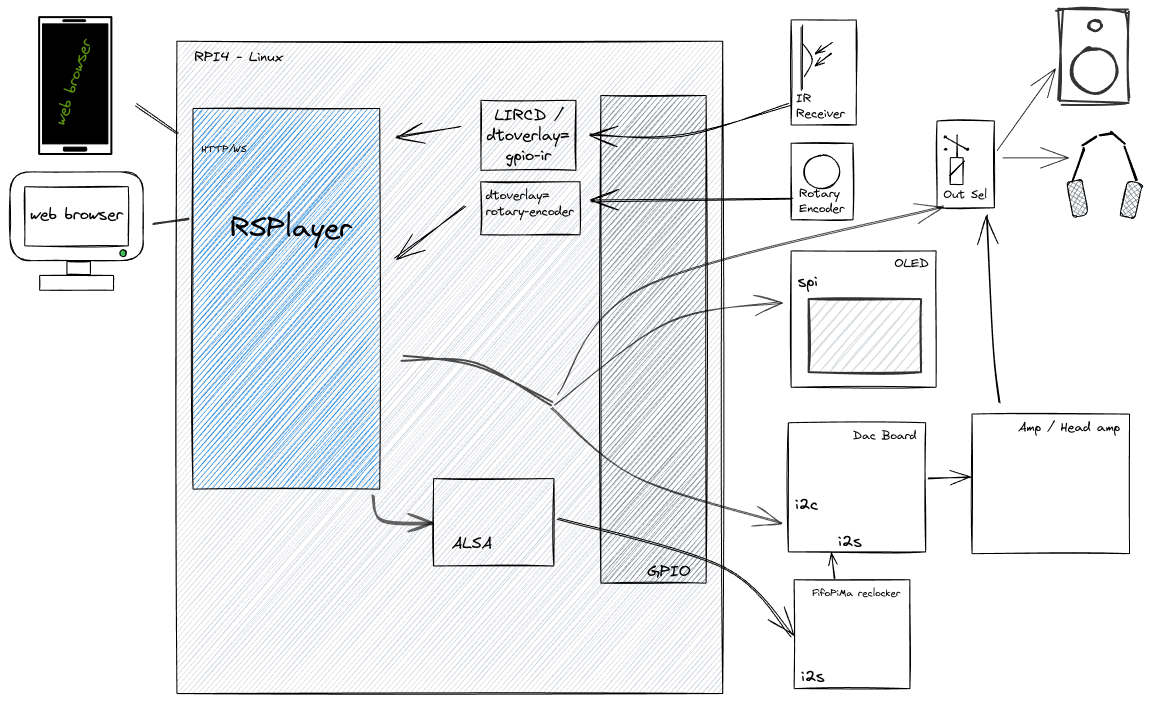 web browser
web browser
RPI4 - Linux
HTTP/WS
RSPlayer
LIRCD /
dtoverlay=
gpio-ir
dtoverlay=
rotary-encoder
ALSA
GPIO
IR
Receiver
Rotary
Encoder
Out Sel
OLED
spi
Dac Board
i2c
i2s
Amp / Head amp
FifoPiMa reclocker
i2s